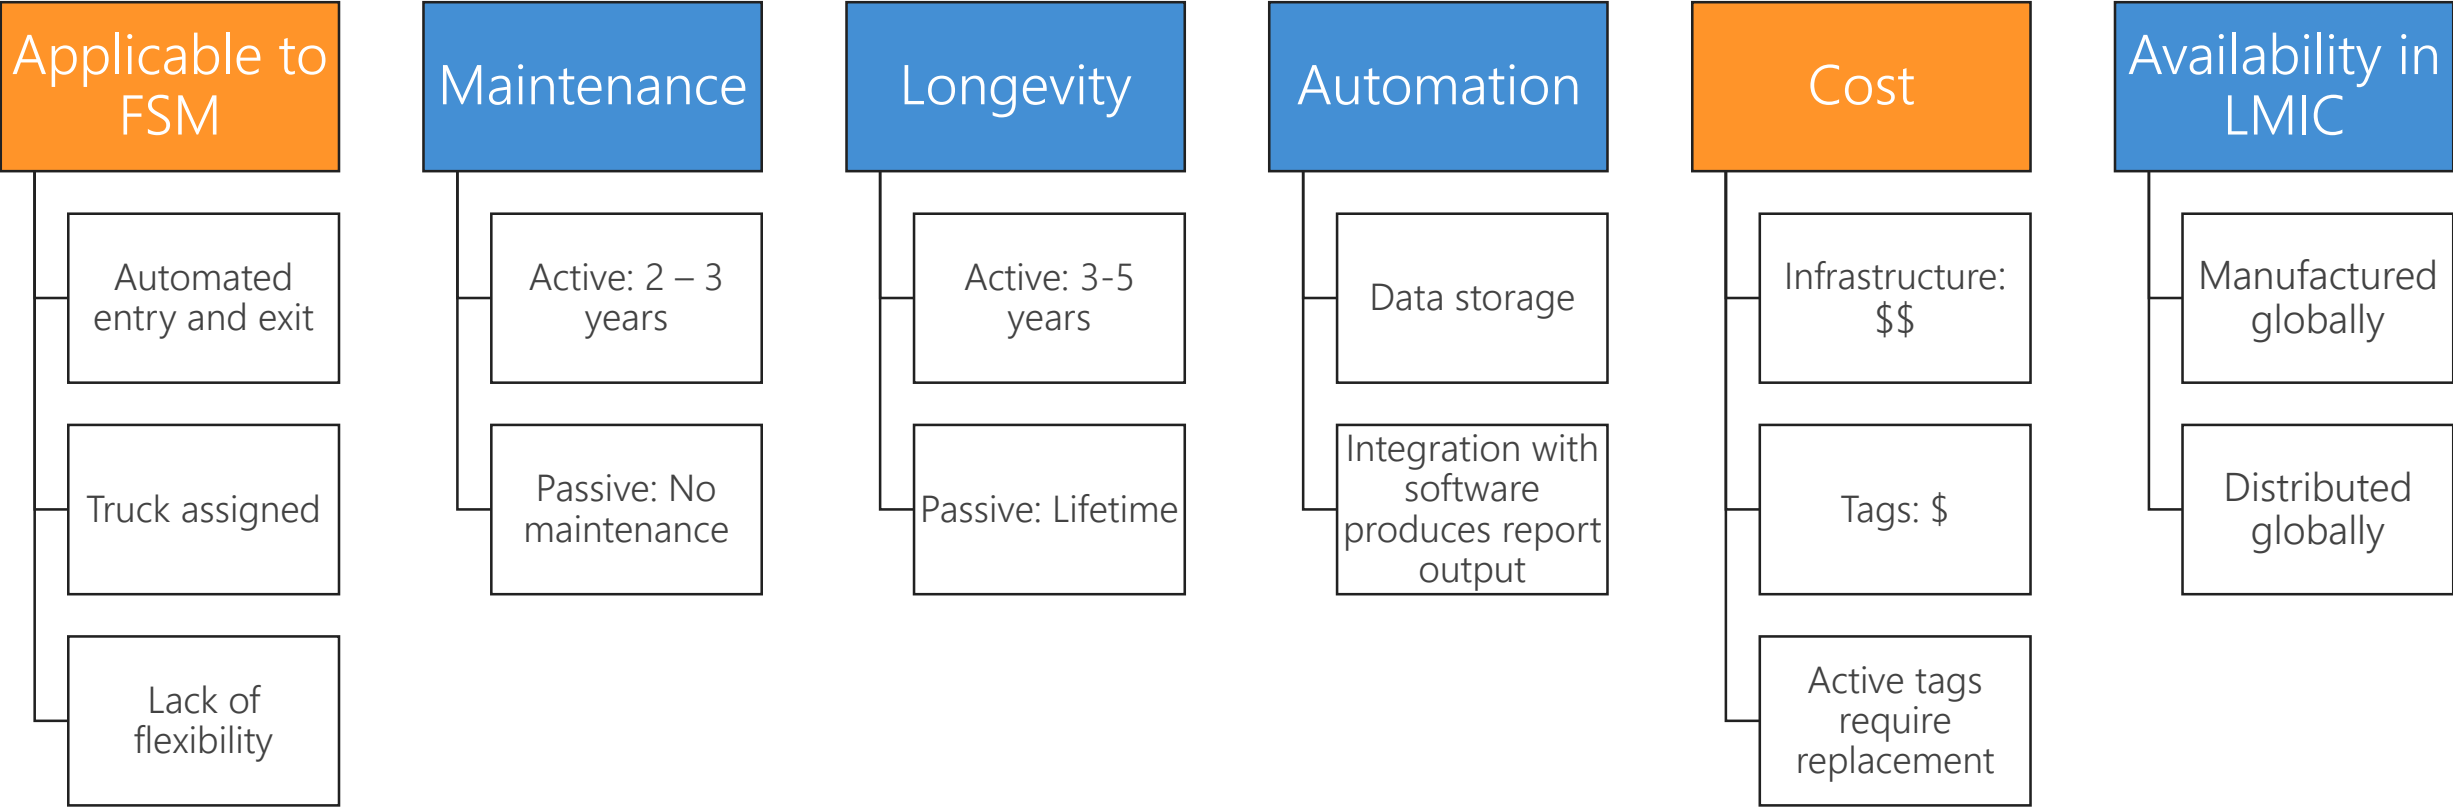 Applicable to
FSM
Automated
entry and exit
Truck assigned
Lack of
flexibility
Maintenance
Active: 2 – 3
years
Passive: No
maintenance
Longevity
Active: 3-5
years
Passive: Lifetime
Automation
Data storage
Integration with
software
produces report
output
Cost
Infrastructure:
$$
Tags: $
Active tags
require
replacement
Availability in
LMIC
Manufactured
globally
Distributed
globally